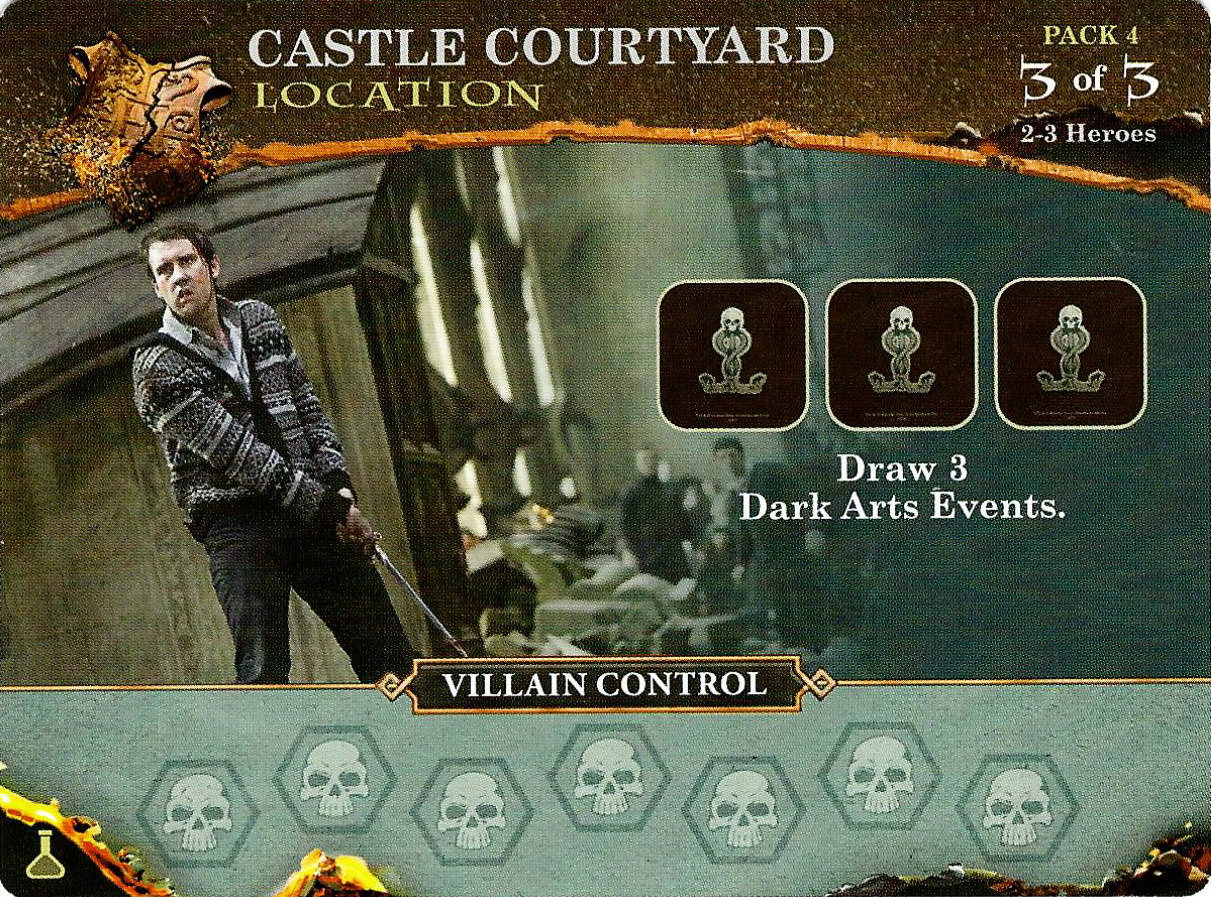 CASTLE COURTYARD
LOCATION
PACK 4
3 of 3
2-3 Heroes
Draw 3
Dark Arts Events.
VILLAIN CONTROL